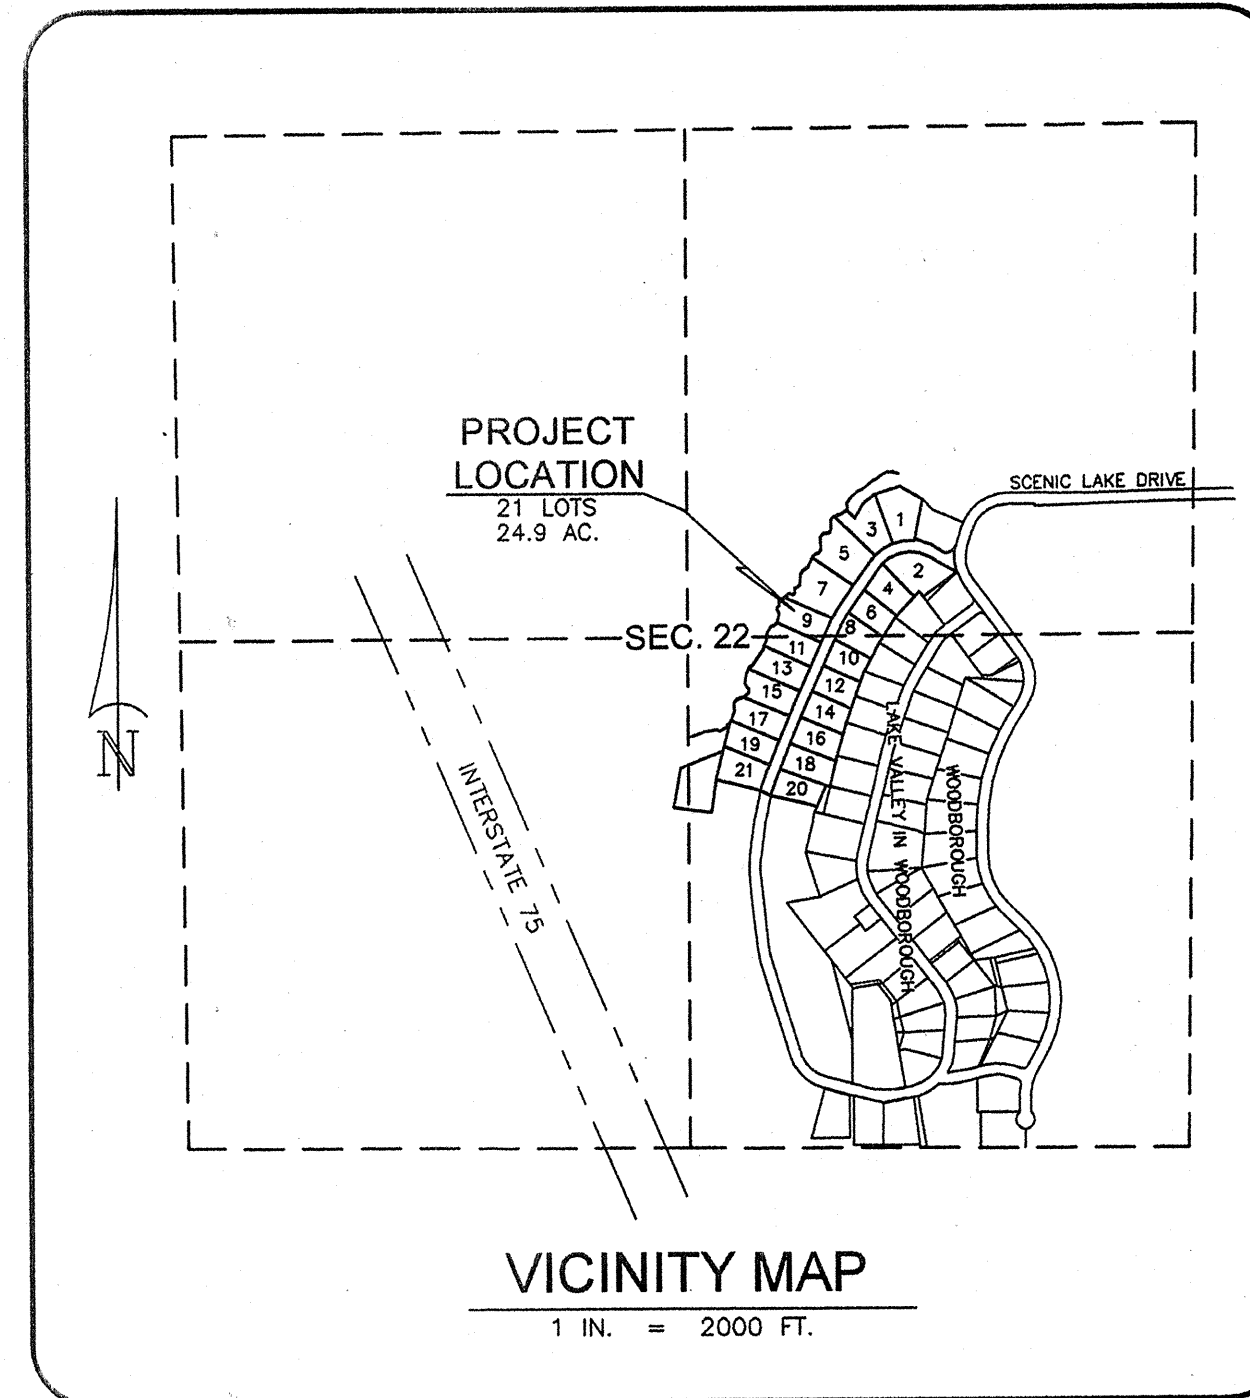 PROJECT
LOCATION
21 LOTS
24.9 AC.
SCENIC LAKE DRIVE
1
3
5
2
4
7
6
9
8
SEC. 22
11
10
13
12
15
14
17
16
19
18
21
20
LAKE VALLEY IN WOODBOROUGH
WOODBOROUGH
INTERSTATE 75
N
VICINITY MAP
1 IN. = 2000 FT.